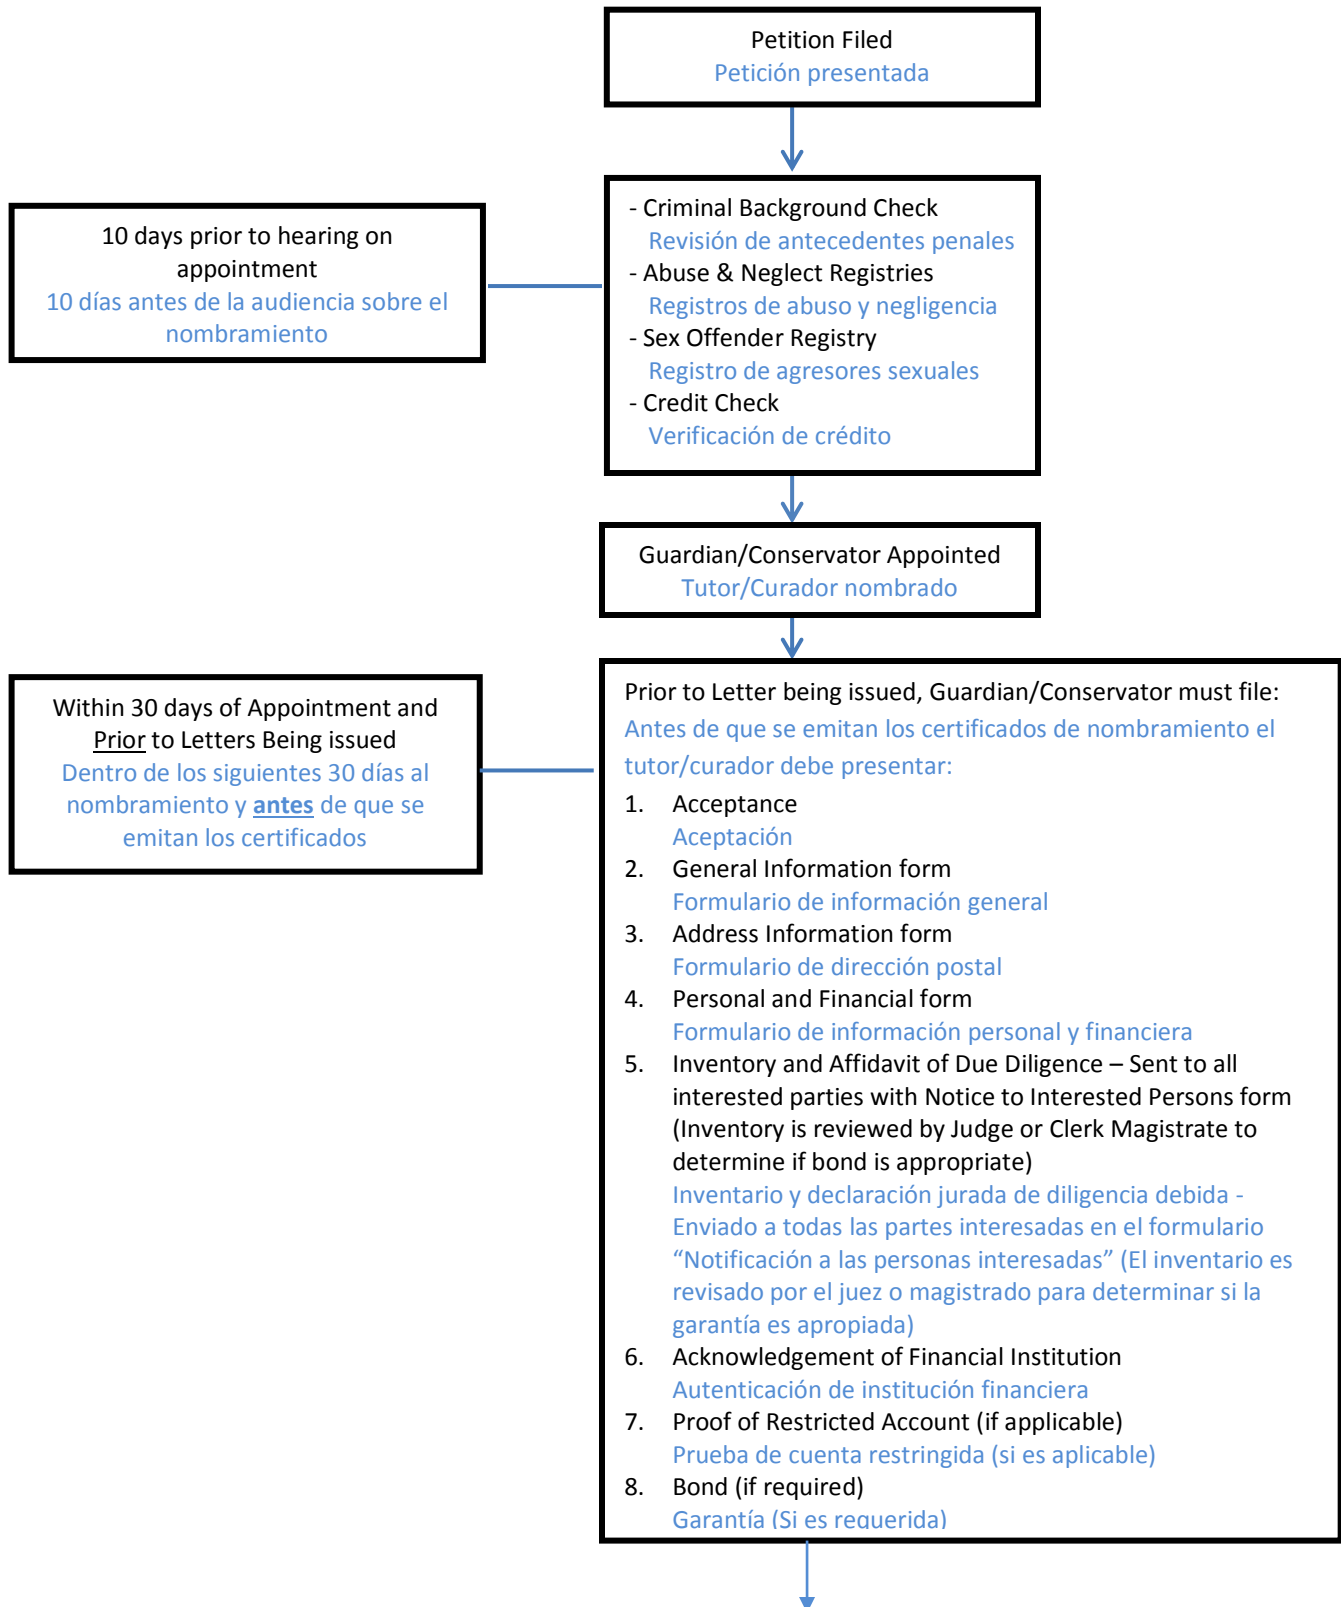 Petition Filed
Petición presentada
10 days prior to hearing on
appointment
10 días antes de la audiencia sobre el
nombramiento
- Criminal Background Check
Revisión de antecedentes penales
- Abuse & Neglect Registries
Registros de abuso y negligencia
- Sex Offender Registry
Registro de agresores sexuales
- Credit Check
Verificación de crédito
Guardian/Conservator Appointed
Tutor/Curador nombrado
Within 30 days of Appointment and
Prior to Letters Being issued
Dentro de los siguientes 30 días al
nombramiento y antes de que se
emitan los certificados
Prior to Letter being issued, Guardian/Conservator must file:
Antes de que se emitan los certificados de nombramiento el
tutor/curador debe presentar:
1. Acceptance
Aceptación
2. General Information form
Formulario de información general
3. Address Information form
Formulario de dirección postal
4. Personal and Financial form
Formulario de información personal y financiera
5. Inventory and Affidavit of Due Diligence – Sent to all
interested parties with Notice to Interested Persons form
(Inventory is reviewed by Judge or Clerk Magistrate to
determine if bond is appropriate)
Inventario y declaración jurada de diligencia debida -
Enviado a todas las partes interesadas en el formulario
“Notificación a las personas interesadas” (El inventario es
revisado por el juez o magistrado para determinar si la
garantía es apropiada)
6. Acknowledgement of Financial Institution
Autenticación de institución financiera
7. Proof of Restricted Account (if applicable)
Prueba de cuenta restringida (si es aplicable)
8. Bond (if required)
Garantía (Si es requerida)